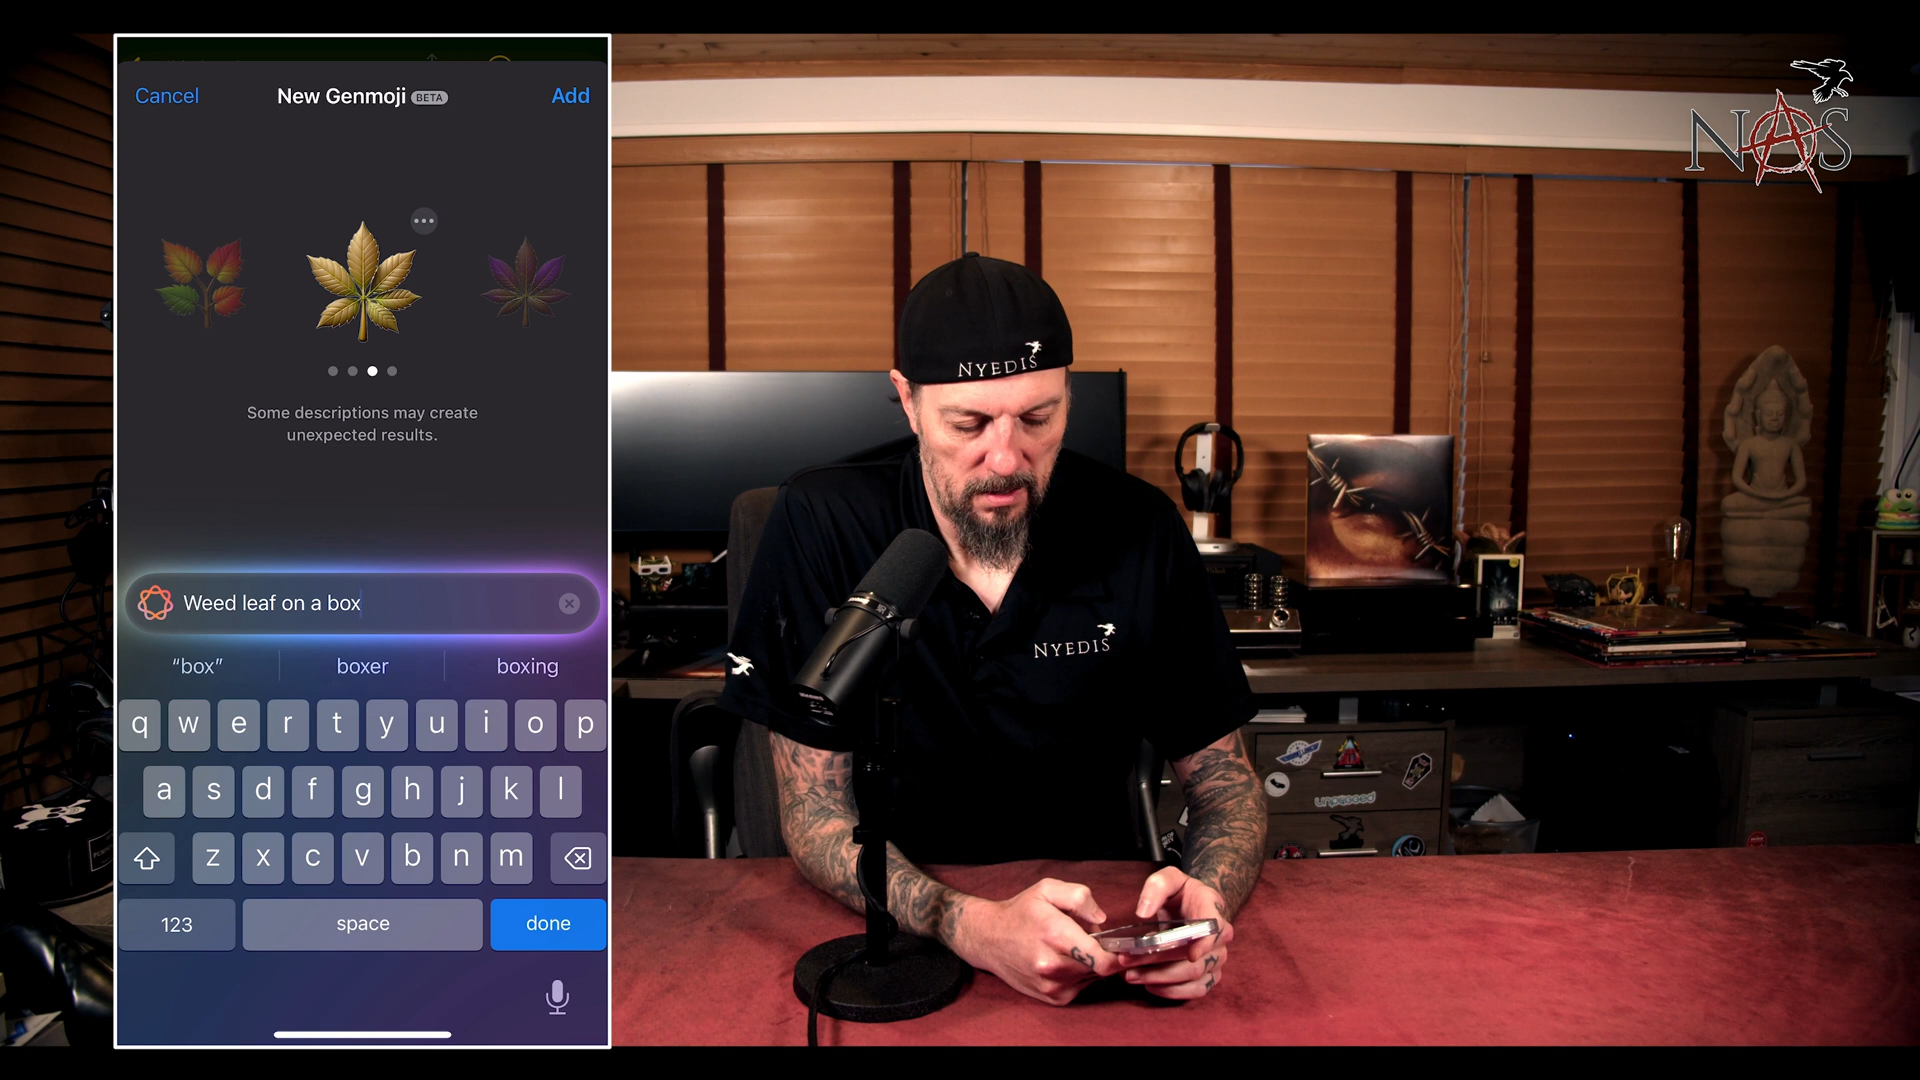 Cancel
New Genmoji BETA
Add
Some descriptions may create
unexpected results.
Weed leaf on a box
“box” boxer boxing
q w e r t y u i o p
a s d f g h j k l
z x c v b n m
123 space done
NAS
NYEDIS
NYEDIS
unpleased